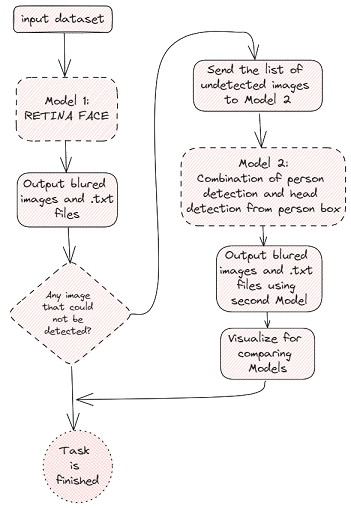 input dataset
Model 1:
RETINA FACE
Output blured
images and .txt
files
Any image
that could
not be
detected?
Send the list of
undetected images
to Model 2
Model 2:
Combination of person
detection and head
detection from person box
Output blured
images and .txt
files using
second Model
Visualize for
comparing
Models
Task
is
finished